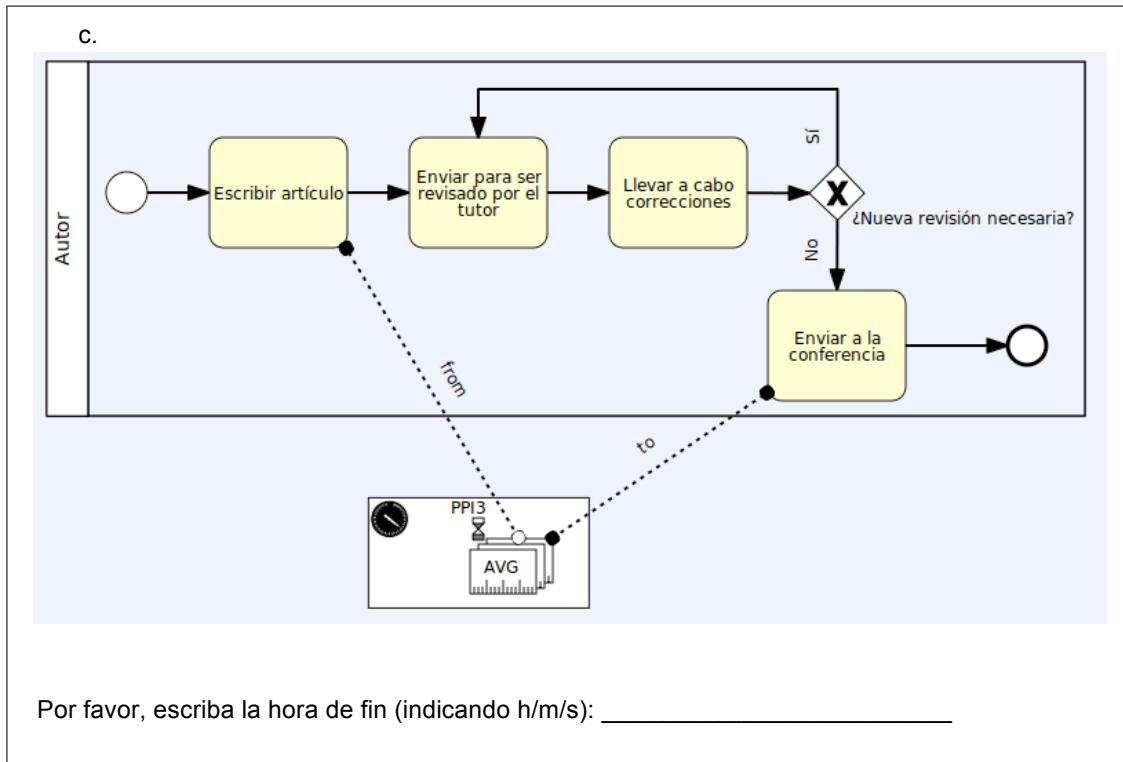 c.
Autor
Escribir artículo
Enviar para ser
revisado por el
tutor
Llevar a cabo
correcciones
Sí
¿Nueva revisión necesaria?
No
Enviar a la
conferencia
from
to
PPI3
AVG
Por favor, escriba la hora de fin (indicando h/m/s): __________________________